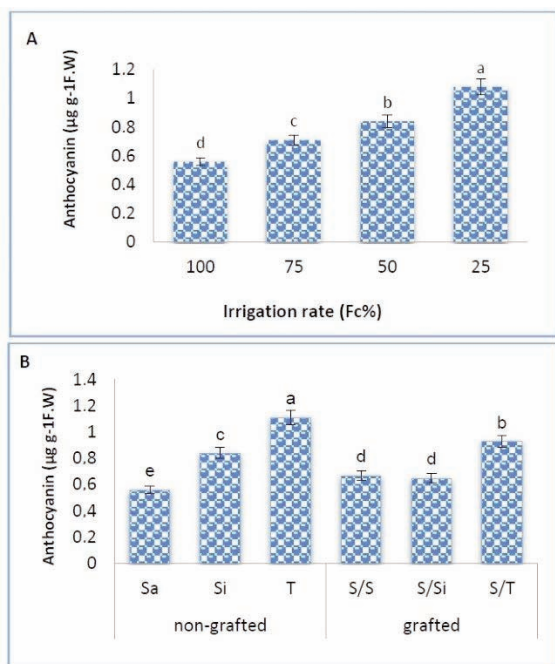 A
Anthocyanin (µg g-1F.W)
1.2
1
0.8
0.6
0.4
0.2
0
d
c
b
a
100 75 50 25
Irrigation rate (Fc%)
B
Anthocyanin (µg g-1F.W)
1.4
1.2
1
0.8
0.6
0.4
0.2
0
e
c
a
d
d
b
Sa Si T S/S S/Si S/T
non-grafted grafted